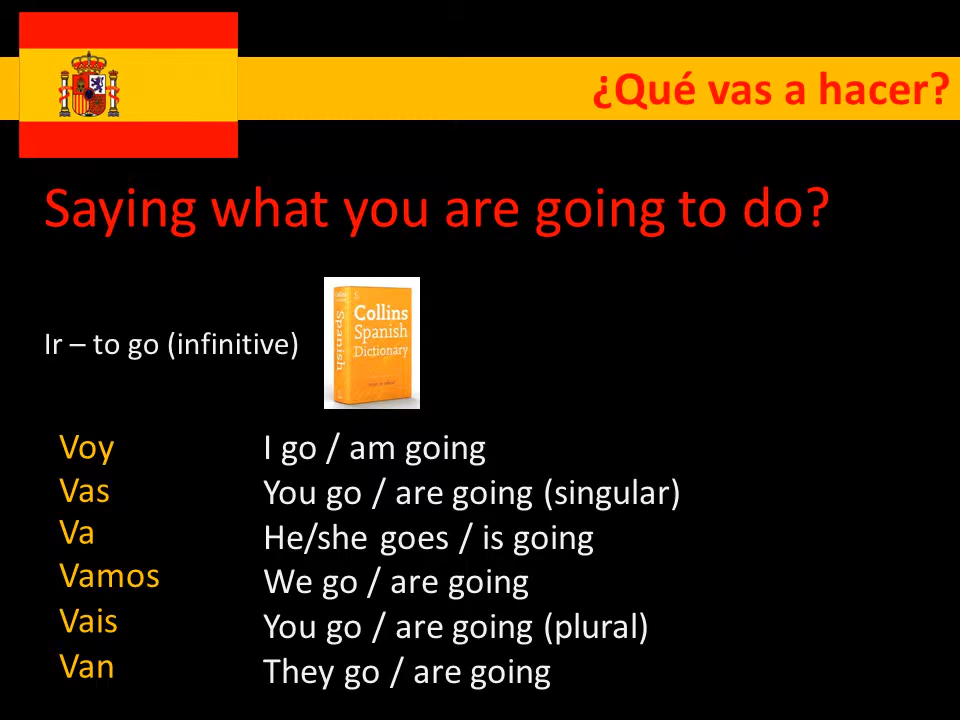 ¿Qué vas a hacer?
Saying what you are going to do?
Ir – to go (infinitive)
Collins
Spanish
Dictionary
Spanish
Voy I go / am going
Vas You go / are going (singular)
Va He/she goes / is going
Vamos We go / are going
Vais You go / are going (plural)
Van They go / are going